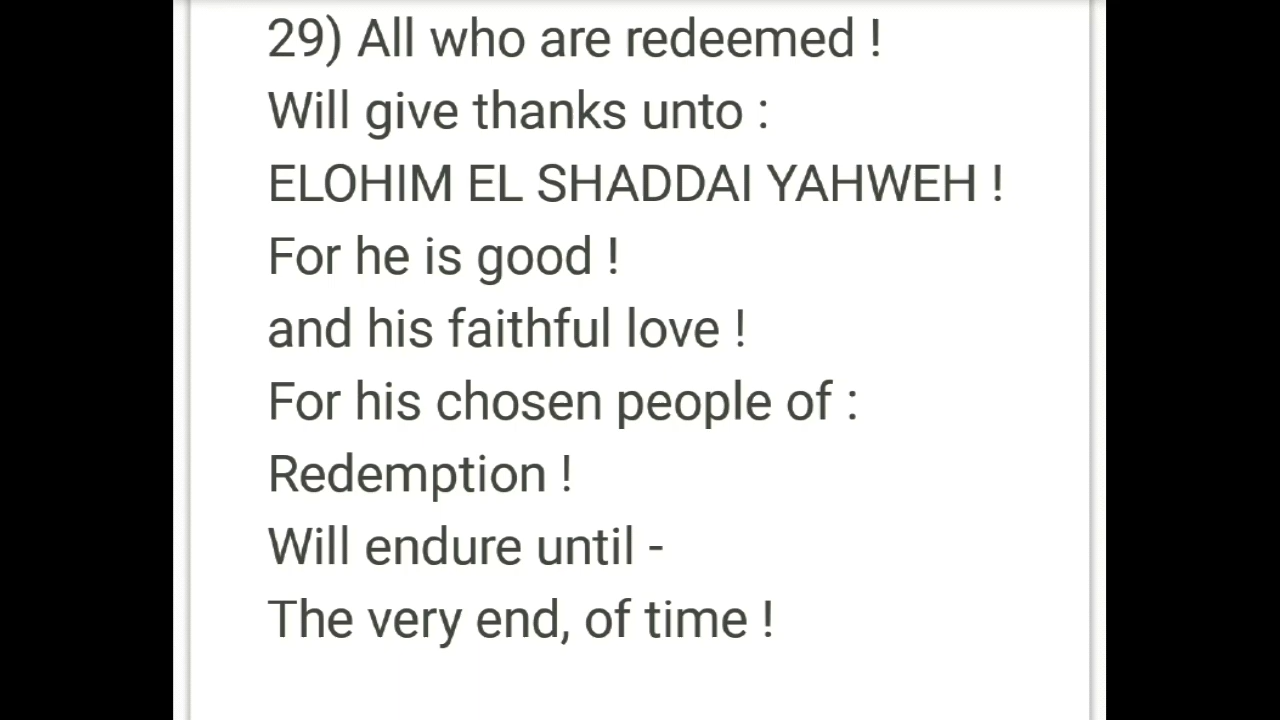 29) All who are redeemed !
Will give thanks unto :
ELOHIM EL SHADDAI YAHWEH !
For he is good !
and his faithful love !
For his chosen people of :
Redemption !
Will endure until -
The very end, of time !